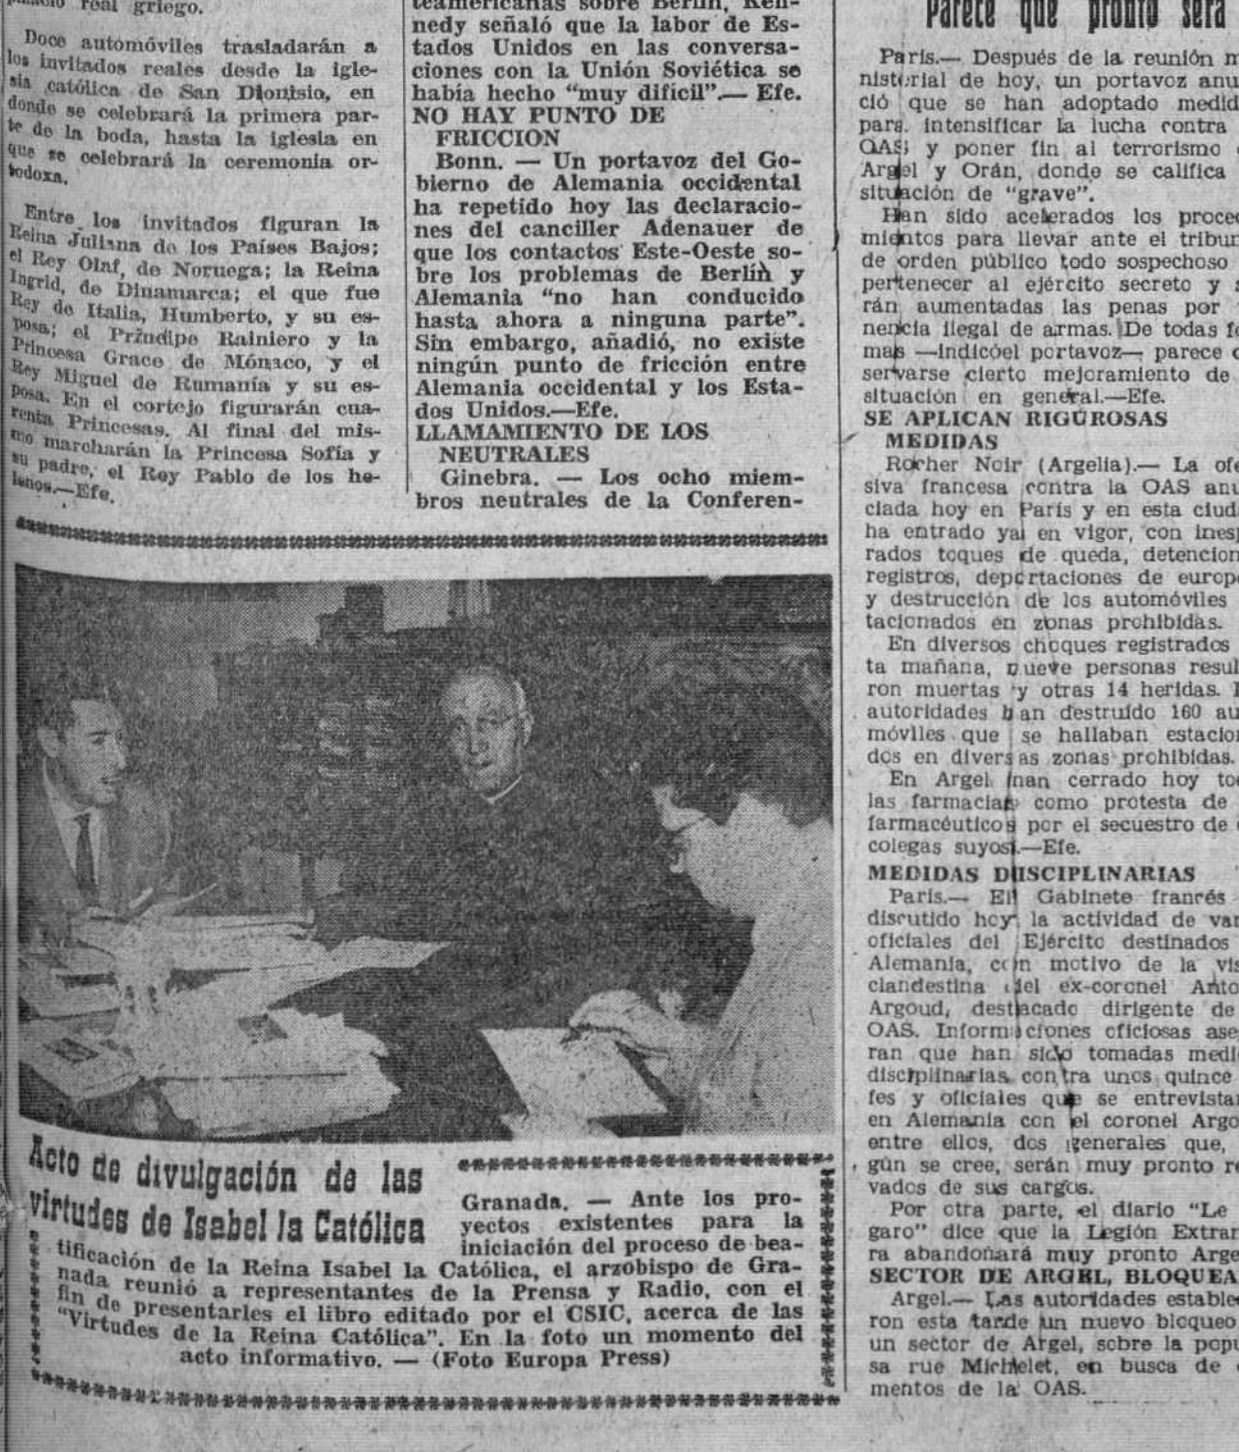 real griego.
Doce automóviles trasladarán a
los invitados reales desde la igle-
sia católica de San Dionisio, en
donde se celebrará la primera par-
te de la boda, hasta la iglesia en
que se celebrará la ceremonia or-
todoxa.
Entre los invitados figuran la
Reina Juliana de los Países Bajos;
el Rey Olaf, de Noruega; la Reina
Ingrid, de Dinamarca; el que fue
Rey de Italia, Humberto, y su es-
posa; el Príndipe Rainiero y la
Princesa Grace de Mónaco, y el
Rey Miguel de Rumanía y su es-
posa. En el cortejo figurarán cua-
renta Princesas. Al final del mis-
mo marcharán la Princesa Sofía y
su padre, el Rey Pablo de los he-
lenos.—Efe.
teamericanas sobre Berlín, Ken-
nedy señaló que la labor de Es-
tados Unidos en las conversa-
ciones con la Unión Soviética se
había hecho “muy difícil”.— Efe.
NO HAY PUNTO DE
FRICCION
Bonn. — Un portavoz del Go-
bierno de Alemania occidental
ha repetido hoy las declaracio-
nes del canciller Adenauer de
que los contactos Este-Oeste so-
bre los problemas de Berlín y
Alemania “no han conducido
hasta ahora a ninguna parte”.
Sin embargo, añadió, no existe
ningún punto de fricción entre
Alemania occidental y los Esta-
dos Unidos.—Efe.
LLAMAMIENTO DE LOS
NEUTRALES
Ginebra. — Los ocho miem-
bros neutrales de la Conferen-
Acto de divulgación de las
virtudes de Isabel la Católica
Granada. — Ante los pro-
yectos existentes para la
iniciación del proceso de bea-
tificación de la Reina Isabel la Católica, el arzobispo de Gra-
nada reunió a representantes de la Prensa y Radio, con el
fin de presentarles el libro editado por el CSIC, acerca de las
“Virtudes de la Reina Católica”. En la foto un momento del
acto informativo. — (Foto Europa Press)
Parece que pronto será
París.— Después de la reunión m
nisterial de hoy, un portavoz anu
ció que se han adoptado medid
para intensificar la lucha contra
OAS y poner fin al terrorismo
Argel y Orán, donde se califica
situación de “grave”.
Han sido acelerados los proced
mientos para llevar ante el tribun
de orden público todo sospechoso
pertenecer al ejército secreto y s
rán aumentadas las penas por
nencia ilegal de armas. De todas fo
mas —indicóel portavoz— parece o
servarse cierto mejoramiento de
situación en general.—Efe.
SE APLICAN RIGUROSAS
MEDIDAS
Rocher Noir (Argelia).— La ofe
siva francesa contra la OAS anu
ciada hoy en París y en esta ciuda
ha entrado ya en vigor, con inesp
rados toques de queda, detencion
registros, deportaciones de europe
y destrucción de los automóviles
tacionados en zonas prohibidas.
En diversos choques registrados
ta mañana, nueve personas resul
ron muertas y otras 14 heridas. L
autoridades han destruído 160 au
móviles que se hallaban estacion
dos en diversas zonas prohibidas.
En Argel han cerrado hoy tod
las farmacias como protesta de
farmacéuticos por el secuestro de
colegas suyos.—Efe.
MEDIDAS DIISCIPLINARIAS
París.— El Gabinete francés
discutido hoy la actividad de var
oficiales del Ejército destinados
Alemania, con motivo de la vis
clandestina del ex-coronel Anto
Argoud, destacado dirigente de
OAS. Informaciones oficiosas aseg
ran que han sido tomadas medid
disciplinarias contra unos quince
fes y oficiales que se entrevistar
en Alemania con el coronel Argo
entre ellos, dos generales que,
gún se cree, serán muy pronto re
vados de sus cargos.
Por otra parte, el diario “Le
garo” dice que la Legión Extran
ra abandonará muy pronto Arge
SECTOR DE ARGEL, BLOQUEA
Argel.— Las autoridades estable
ron esta tarde un nuevo bloqueo
un sector de Argel, sobre la popu
sa rue Michelet, en busca de
mentos de la OAS.